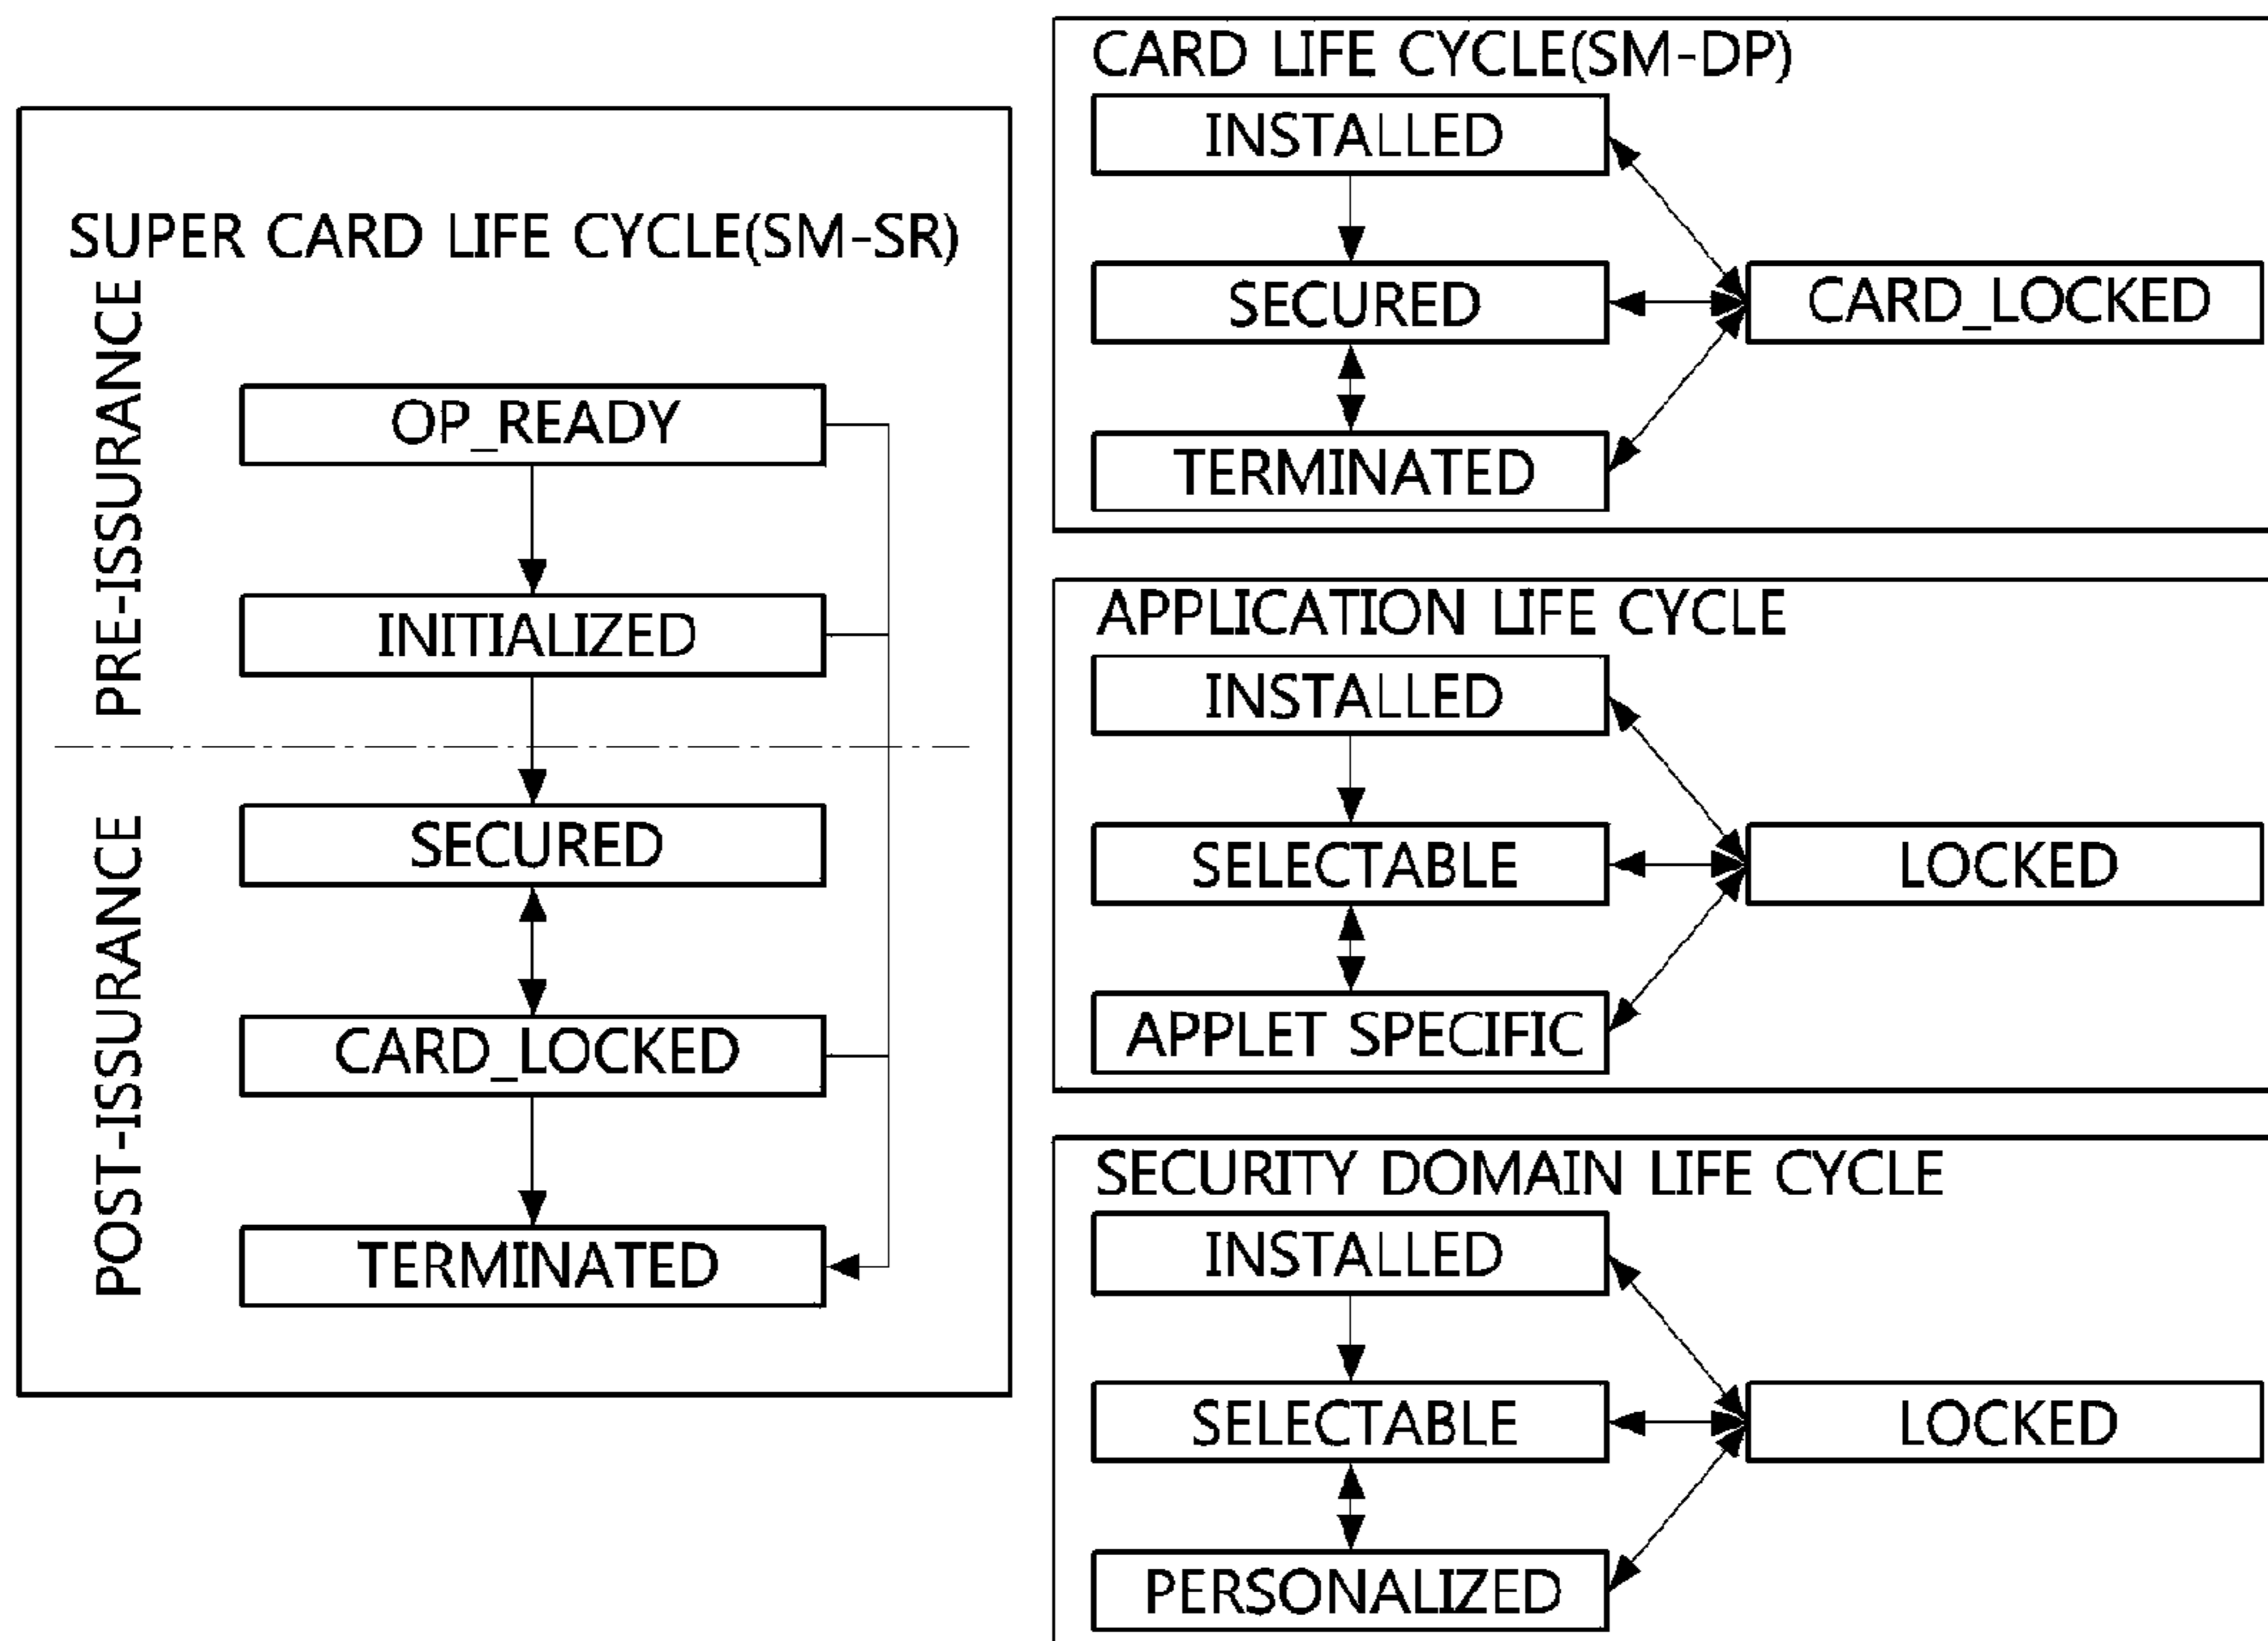 SUPER CARD LIFE CYCLE(SM-SR)
PRE-ISSURANCE
OP_READY
INITIALIZED
POST-ISSURANCE
SECURED
CARD_LOCKED
TERMINATED
CARD LIFE CYCLE(SM-DP)
INSTALLED
SECURED
CARD_LOCKED
TERMINATED
APPLICATION LIFE CYCLE
INSTALLED
SELECTABLE
LOCKED
APPLET SPECIFIC
SECURITY DOMAIN LIFE CYCLE
INSTALLED
SELECTABLE
LOCKED
PERSONALIZED